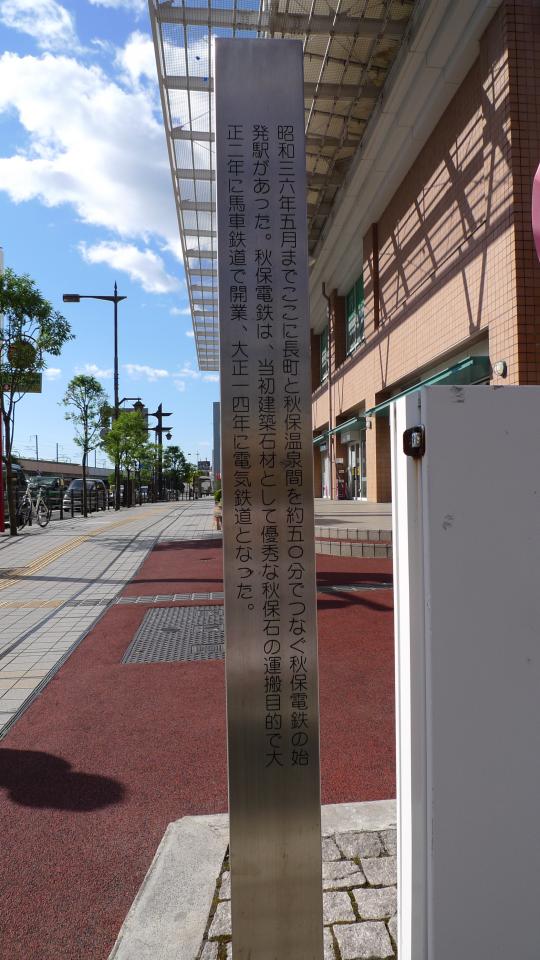 昭和三六年五月までここに長町と秋保温泉間を約五〇分でつなぐ秋保電鉄の始
発駅があった。秋保電鉄は、当初建築石材として優秀な秋保石の運搬目的で大
正二年に馬車鉄道で開業、大正一四年に電気鉄道となった。